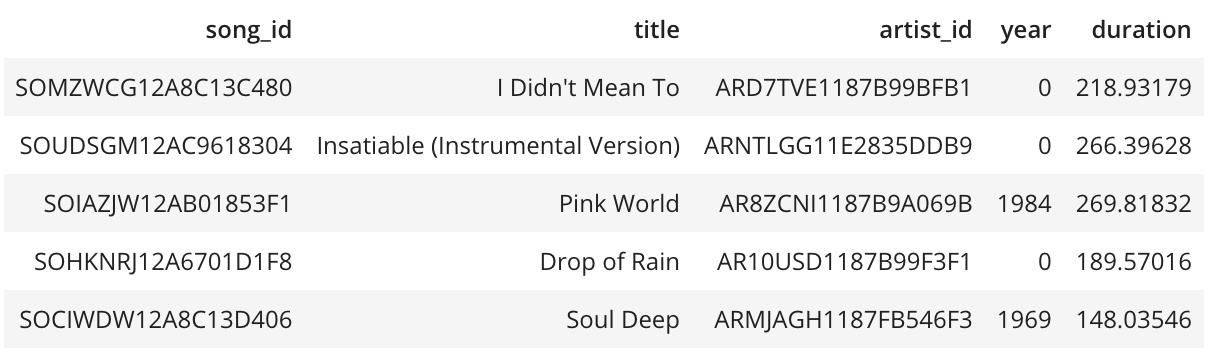 song_id title artist_id year duration
SOMZWCG12A8C13C480 I Didn't Mean To ARD7TVE1187B99BFB1 0 218.93179
SOUDSGM12AC9618304 Insatiable (Instrumental Version) ARNTLGG11E2835DDB9 0 266.39628
SOIAZJW12AB01853F1 Pink World AR8ZCNI1187B9A069B 1984 269.81832
SOHKNRJ12A6701D1F8 Drop of Rain AR10USD1187B99F3F1 0 189.57016
SOCIWDW12A8C13D406 Soul Deep ARMJAGH1187FB546F3 1969 148.03546